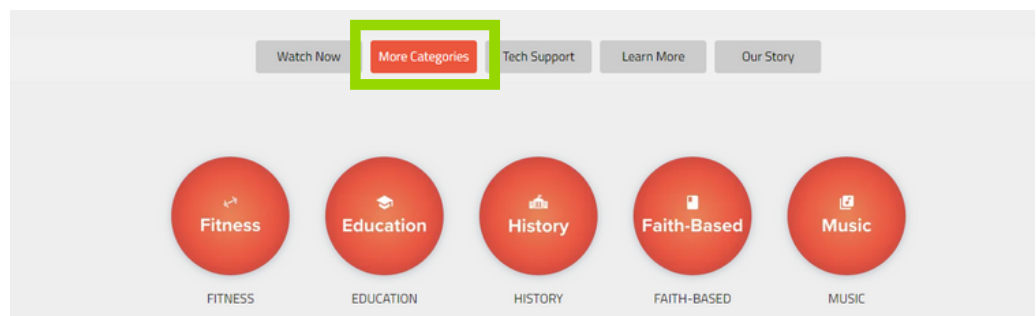 Watch Now More Categories Tech Support Learn More Our Story
Fitness Education History Faith-Based Music
FITNESS EDUCATION HISTORY FAITH-BASED MUSIC